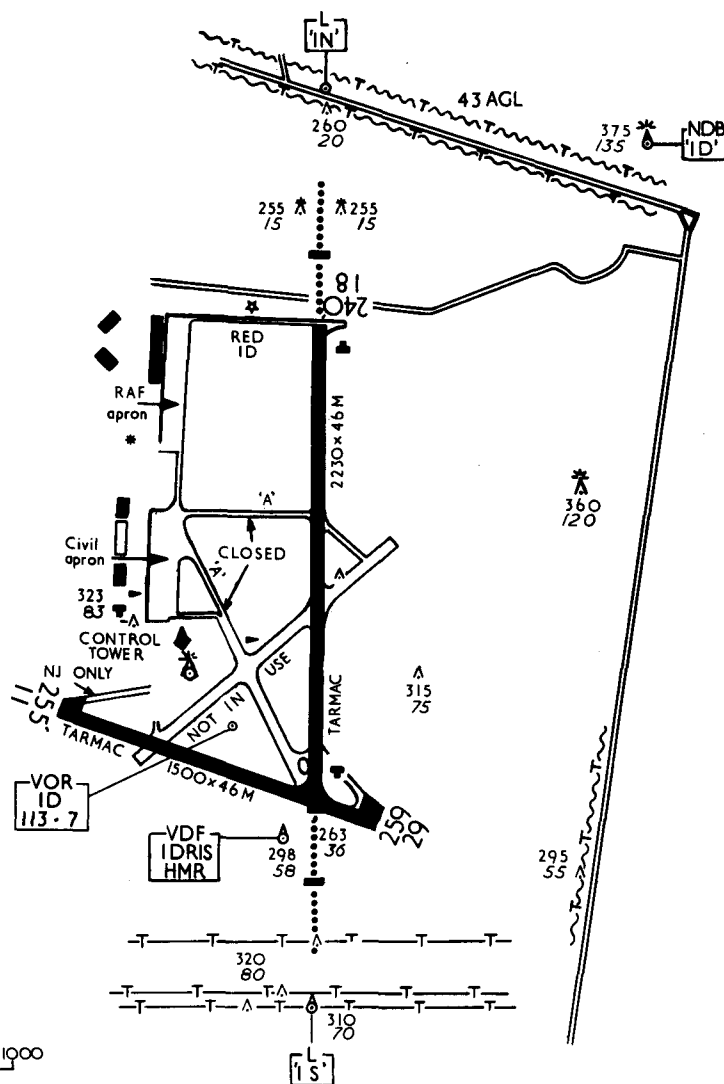 L
'IN'
43 AGL
260
20
375
135
NDB
'ID'
255
15
255
15
18
240
RED
ID
RAF
apron
2230 × 46 M
'A'
360
120
CLOSED
Civil
apron
'A'
323
83
CONTROL
TOWER
NJ ONLY
USE
NOT IN
315
75
TARMAC
11
255'
TARMAC
1500 × 46M
VOR
ID
113·7
259
29
VDF
IDRIS
HMR
298
58
263
36
295
55
320
80
310
70
1000
L
'IS'